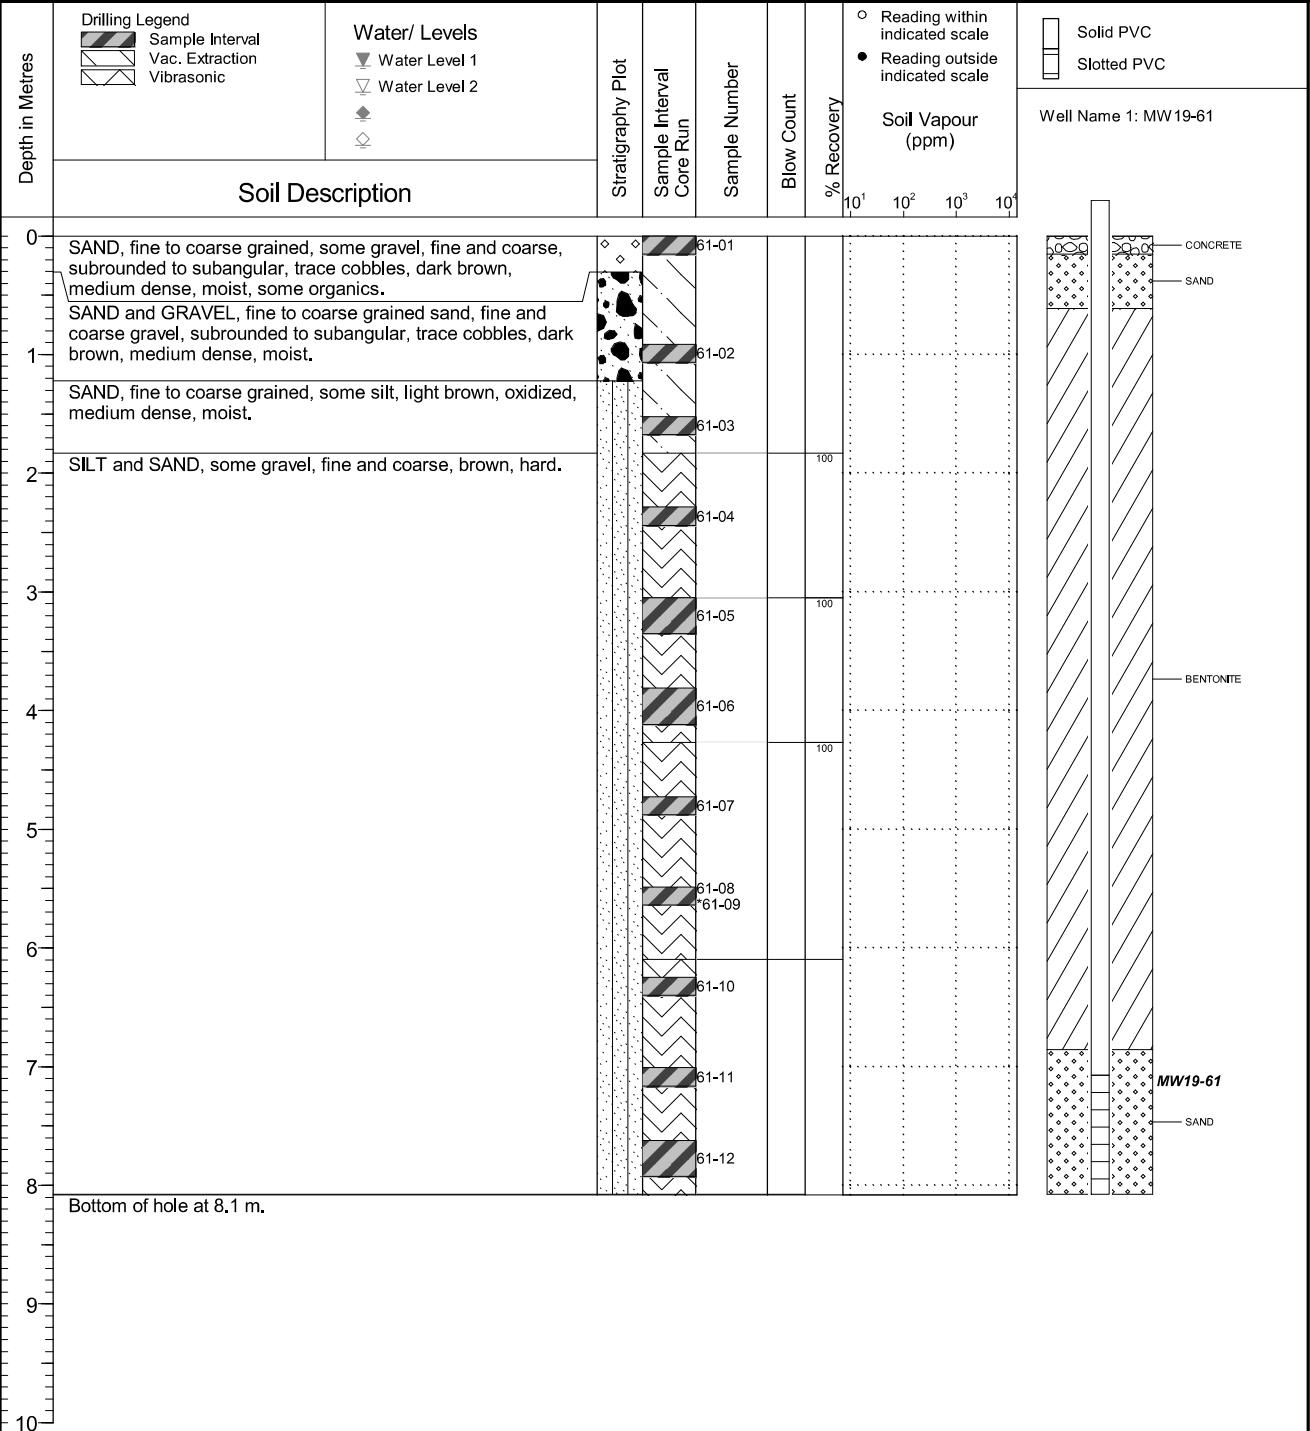 Drilling Legend
Sample Interval
Vac. Extraction
Vibrasonic
Water/ Levels
Water Level 1
Water Level 2
Depth in Metres
Soil Description
Stratigraphy Plot
Sample Interval
Core Run
Sample Number
Blow Count
% Recovery
Reading within
indicated scale
Reading outside
indicated scale
Soil Vapour
(ppm)
10¹ 10² 10³ 10⁴
Solid PVC
Slotted PVC
Well Name 1: MW19-61
0
SAND, fine to coarse grained, some gravel, fine and coarse,
subrounded to subangular, trace cobbles, dark brown,
medium dense, moist, some organics.
SAND and GRAVEL, fine to coarse grained sand, fine and
coarse gravel, subrounded to subangular, trace cobbles, dark
brown, medium dense, moist.
1
SAND, fine to coarse grained, some silt, light brown, oxidized,
medium dense, moist.
SILT and SAND, some gravel, fine and coarse, brown, hard.
2
3
4
5
6
7
8
Bottom of hole at 8.1 m.
9
10
61-01
61-02
61-03
61-04
61-05
61-06
61-07
61-08
*61-09
61-10
61-11
61-12
100
100
100
CONCRETE
SAND
BENTONITE
MW19-61
SAND